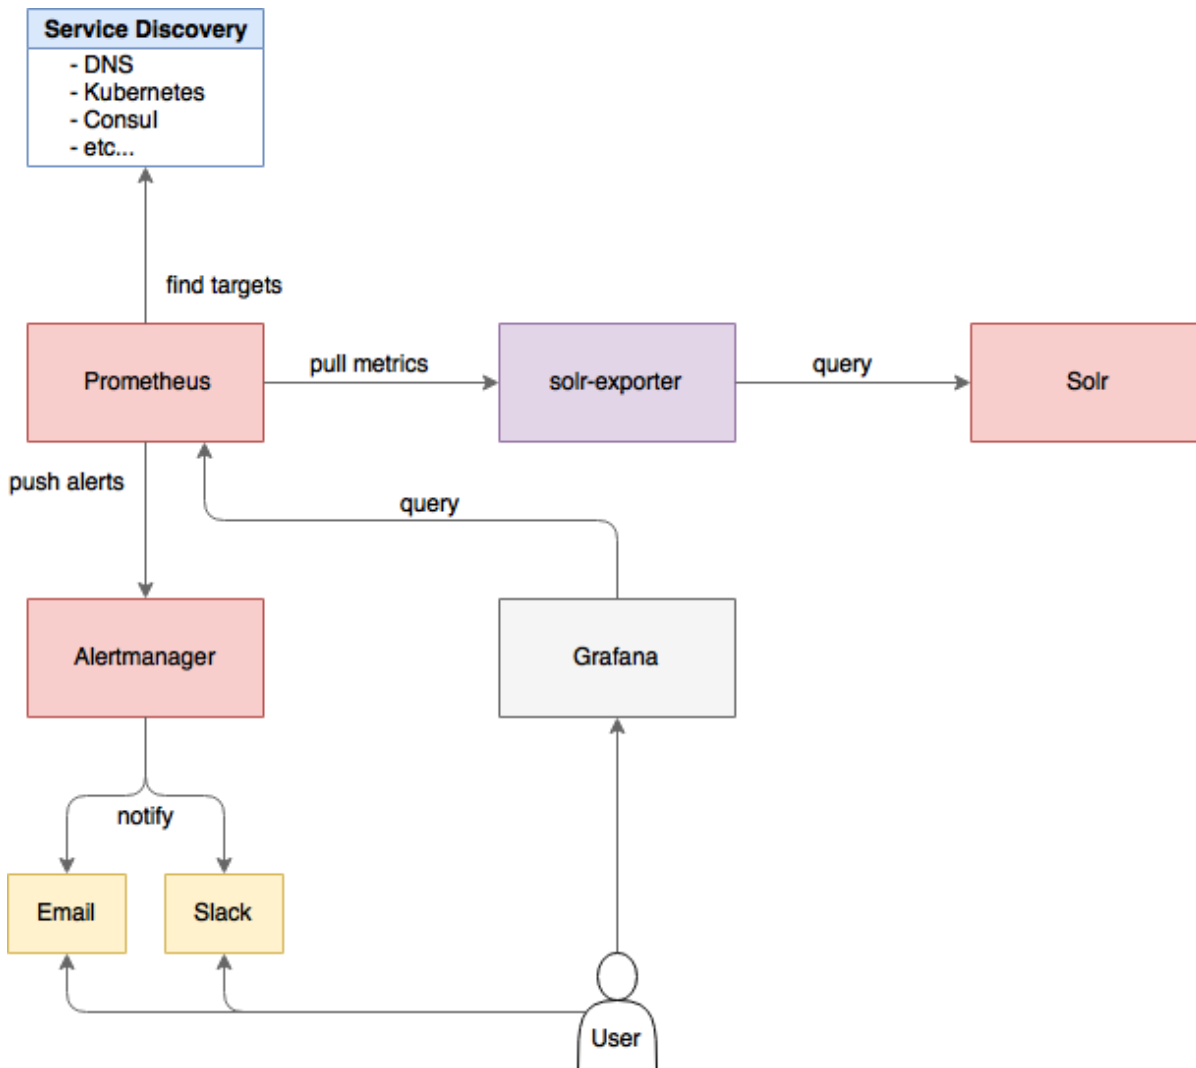 Service Discovery
- DNS
- Kubernetes
- Consul
- etc...
find targets
Prometheus
pull metrics
solr-exporter
query
Solr
push alerts
query
Alertmanager
Grafana
notify
Email
Slack
User